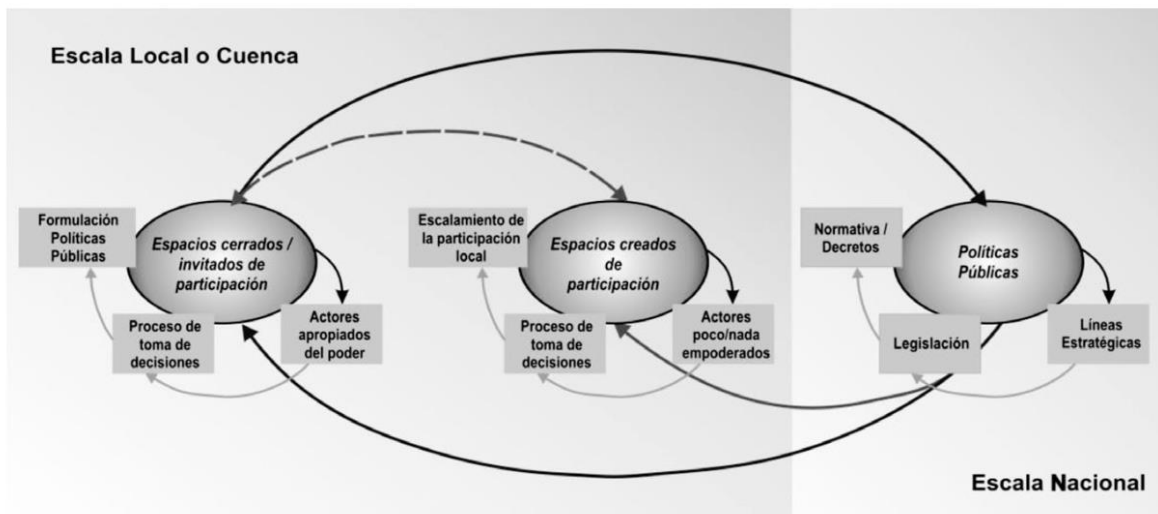 Escala Local o Cuenca
Formulación
Políticas
Públicas
Espacios cerrados /
invitados de
participación
Proceso de
toma de
decisiones
Actores
apropiados
del poder
Escalamiento de
la participación
local
Espacios creados
de
participación
Proceso de
toma de
decisiones
Actores
poco/nada
empoderados
Normativa /
Decretos
Políticas
Públicas
Legislación
Líneas
Estratégicas
Escala Nacional